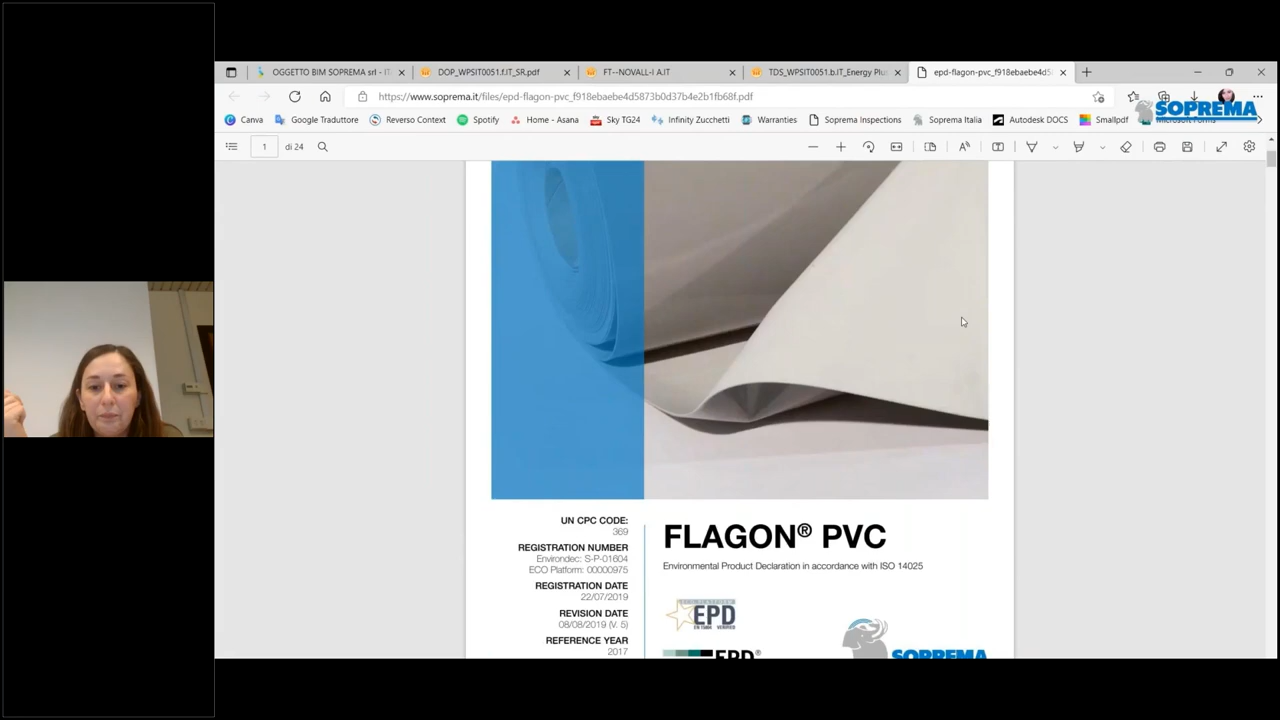 OGGETTO BIM SOPREMA srl - IT
DOP_WPSIT0051.f.IT_SR.pdf
FT--NOVALL-I A.IT
TDS_WPSIT0051.b.IT_Energy Plus
epd-flagon-pvc_f918ebaebe4d5
https://www.soprema.it/files/epd-flagon-pvc_f918ebaebe4d5873b0d37b4e2b1fb68f.pdf
SOPREMA
Canva
Google Traduttore
Reverso Context
Spotify
Home - Asana
Sky TG24
Infinity Zucchetti
Warranties
Soprema Inspections
Soprema Italia
Autodesk DOCS
Smallpdf
1 di 24
UN CPC CODE:
369
REGISTRATION NUMBER
Environdec: S-P-01604
ECO Platform: 00000975
REGISTRATION DATE
22/07/2019
REVISION DATE
08/08/2019 (V. 5)
REFERENCE YEAR
2017
FLAGON® PVC
Environmental Product Declaration in accordance with ISO 14025
EPD
EPD®
SOPREMA